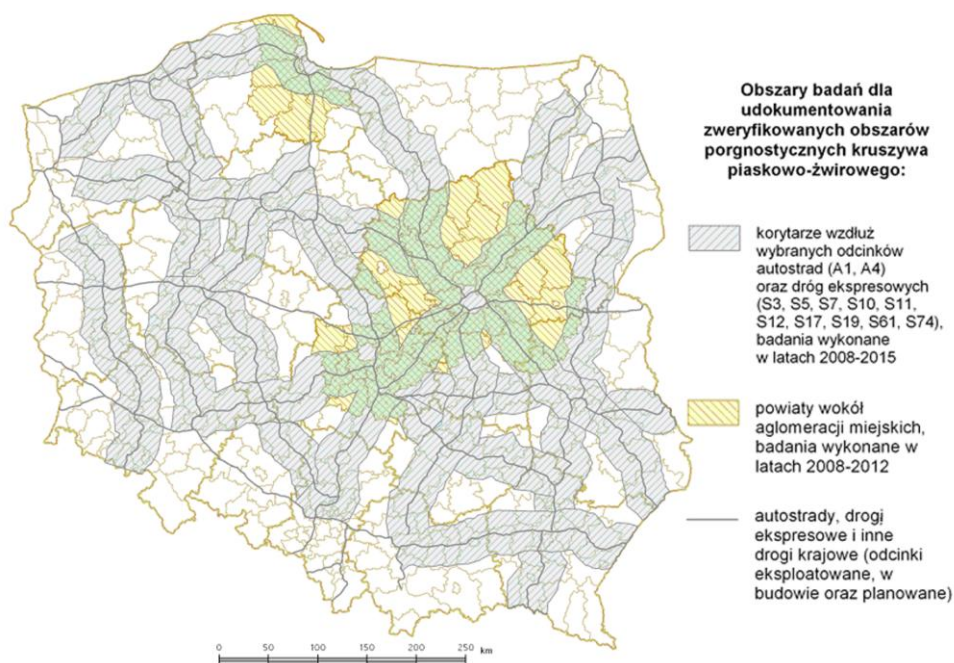 Obszary badań dla
udokumentowania
zweryfikowanych obszarów
porgnostycznych kruszywa
piaskowo-żwirowego:
korytarze wzdłuż
wybranych odcinków
autostrad (A1, A4)
oraz dróg ekspresowych
(S3, S5, S7, S10, S11,
S12, S17, S19, S61, S74),
badania wykonane
w latach 2008-2015
powiaty wokół
aglomeracji miejskich,
badania wykonane w
latach 2008-2012
autostrady, drogi
ekspresowe i inne
drogi krajowe (odcinki
eksploatowane, w
budowie oraz planowane)
0 50 100 150 200 250 km